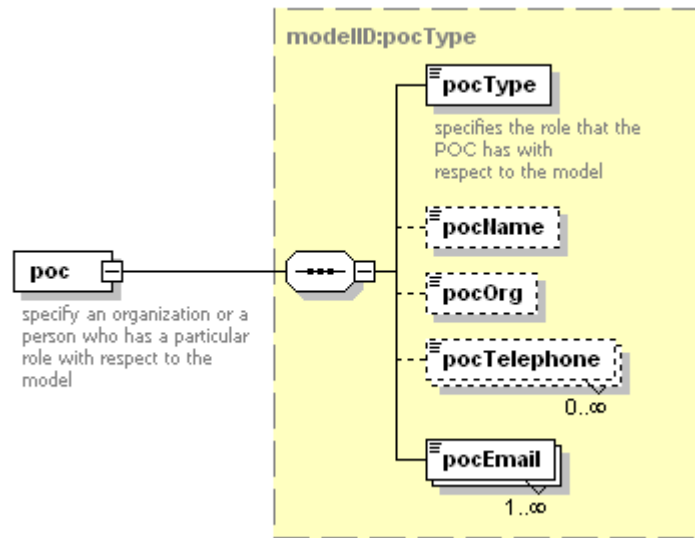 modelID:pocType
pocType
specifies the role that the
POC has with
respect to the model
pocName
poc
pocOrg
specify an organization or a
person who has a particular
role with respect to the
model
pocTelephone
0..∞
pocEmail
1..∞